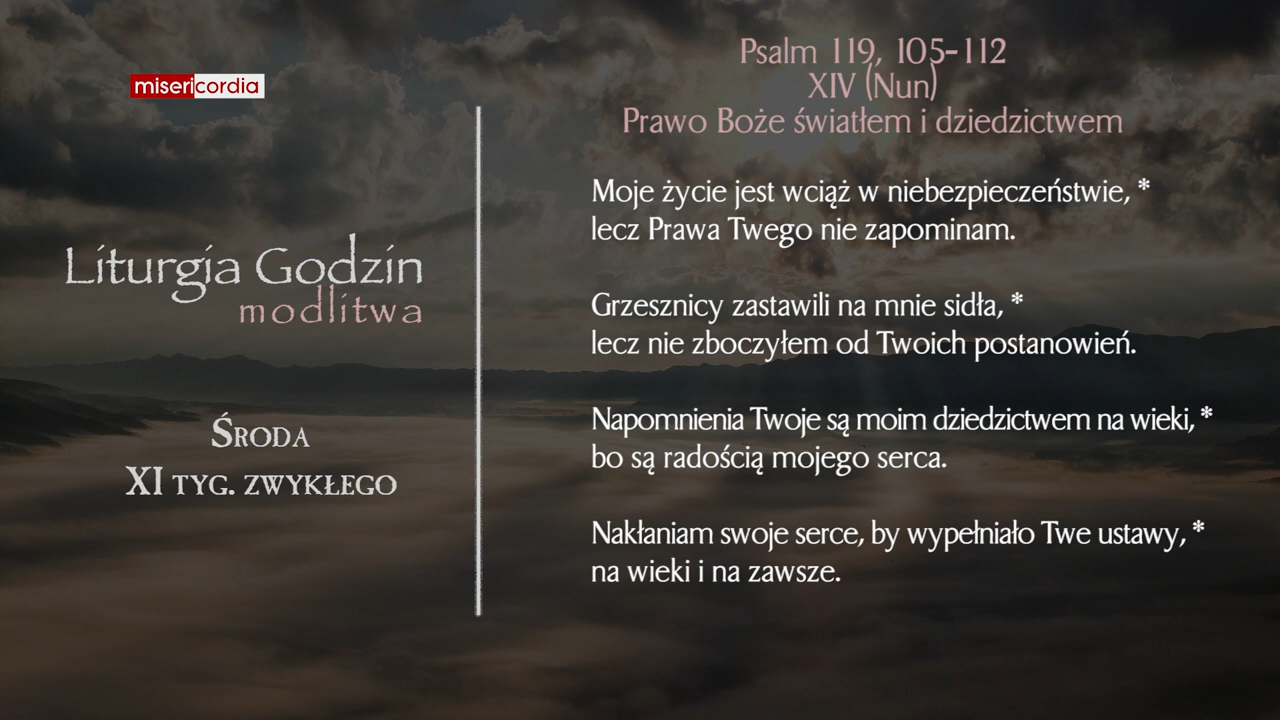 misericordia
Liturgia Godzin
modlitwa
Środa
XI tyg. zwykłego
Psalm 119, 105-112
XIV (Nun)
Prawo Boże światłem i dziedzictwem
Moje życie jest wciąż w niebezpieczeństwie, *
lecz Prawa Twego nie zapominam.
Grzesznicy zastawili na mnie sidła, *
lecz nie zboczyłem od Twoich postanowień.
Napomnienia Twoje są moim dziedzictwem na wieki, *
bo są radością mojego serca.
Nakłaniam swoje serce, by wypełniało Twe ustawy, *
na wieki i na zawsze.